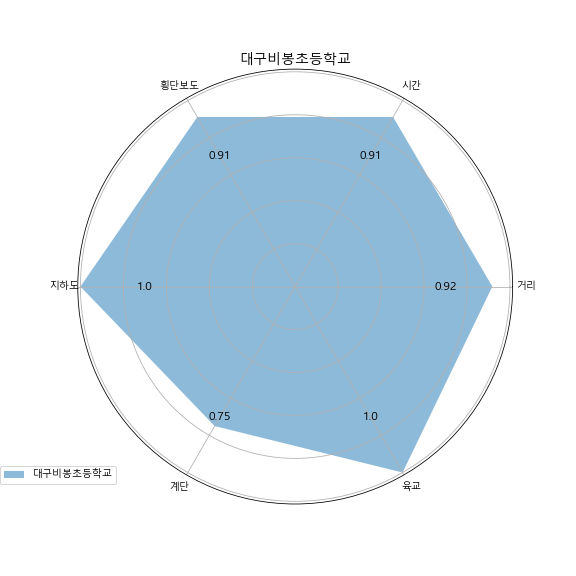 대구비봉초등학교
횡단보도
시간
0.91
0.91
지하도
1.0
0.92
거리
0.75
1.0
계단
육교
대구비봉초등학교